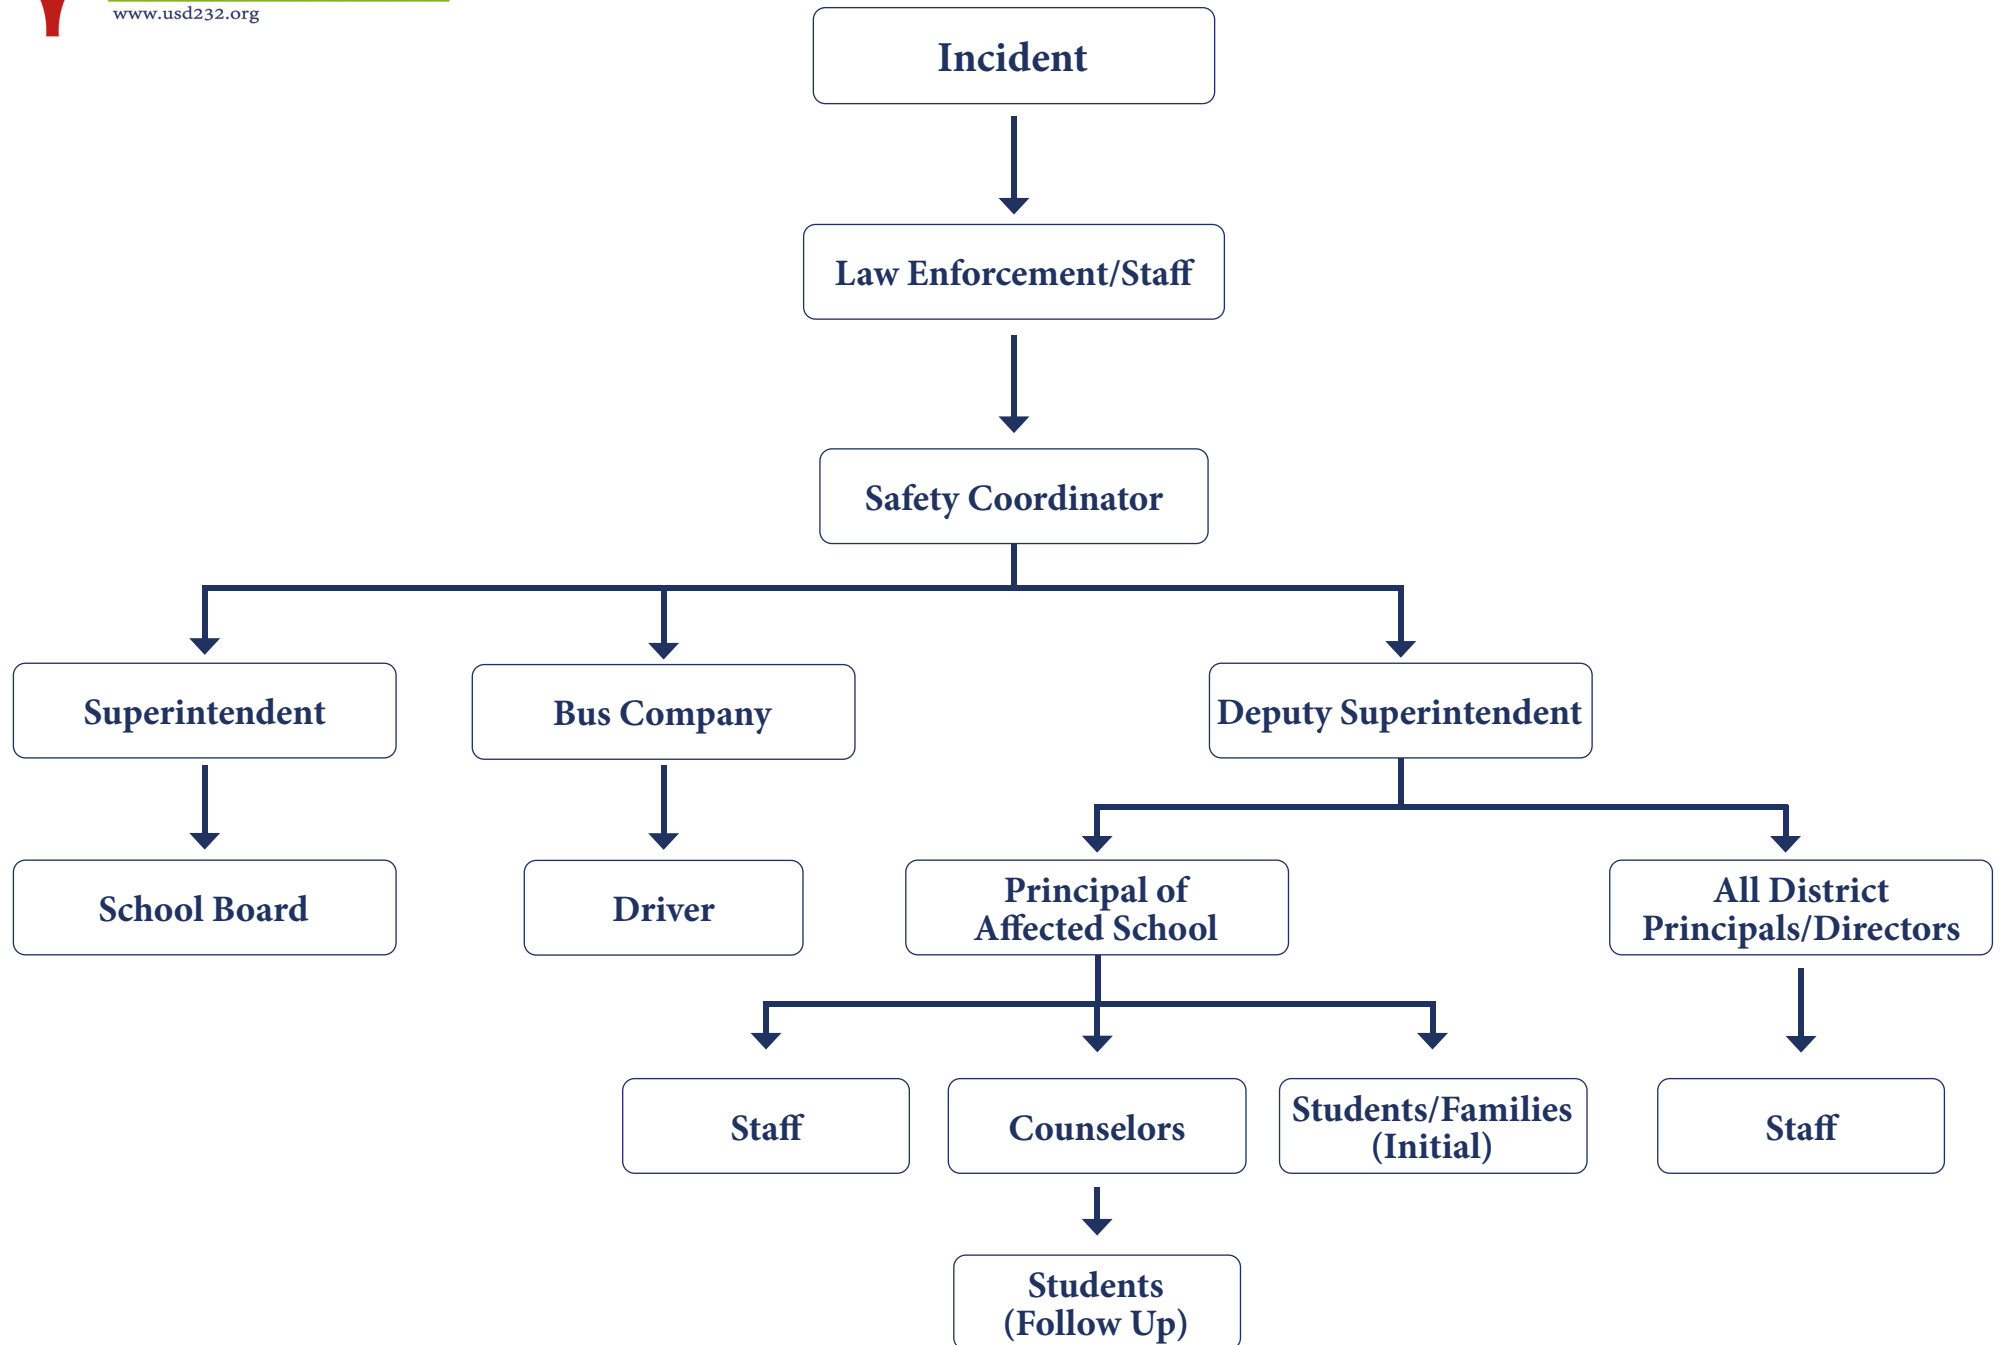 www.usd232.org
Incident
Law Enforcement/Staff
Safety Coordinator
Superintendent
Bus Company
Deputy Superintendent
School Board
Driver
Principal of
Affected School
All District
Principals/Directors
Staff
Counselors
Students/Families
(Initial)
Staff
Students
(Follow Up)